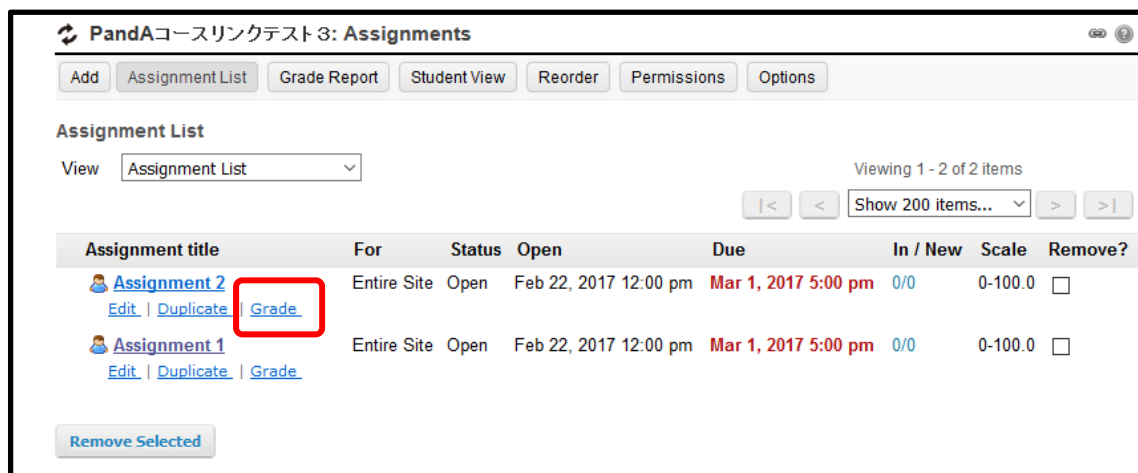 PandAコースリンクテスト3: Assignments
Add Assignment List Grade Report Student View Reorder Permissions Options
Assignment List
View Assignment List Viewing 1 - 2 of 2 items
|< < Show 200 items... > >|
Assignment title For Status Open Due In / New Scale Remove?
Assignment 2 Entire Site Open Feb 22, 2017 12:00 pm Mar 1, 2017 5:00 pm 0/0 0-100.0
Edit | Duplicate | Grade
Assignment 1 Entire Site Open Feb 22, 2017 12:00 pm Mar 1, 2017 5:00 pm 0/0 0-100.0
Edit | Duplicate | Grade
Remove Selected